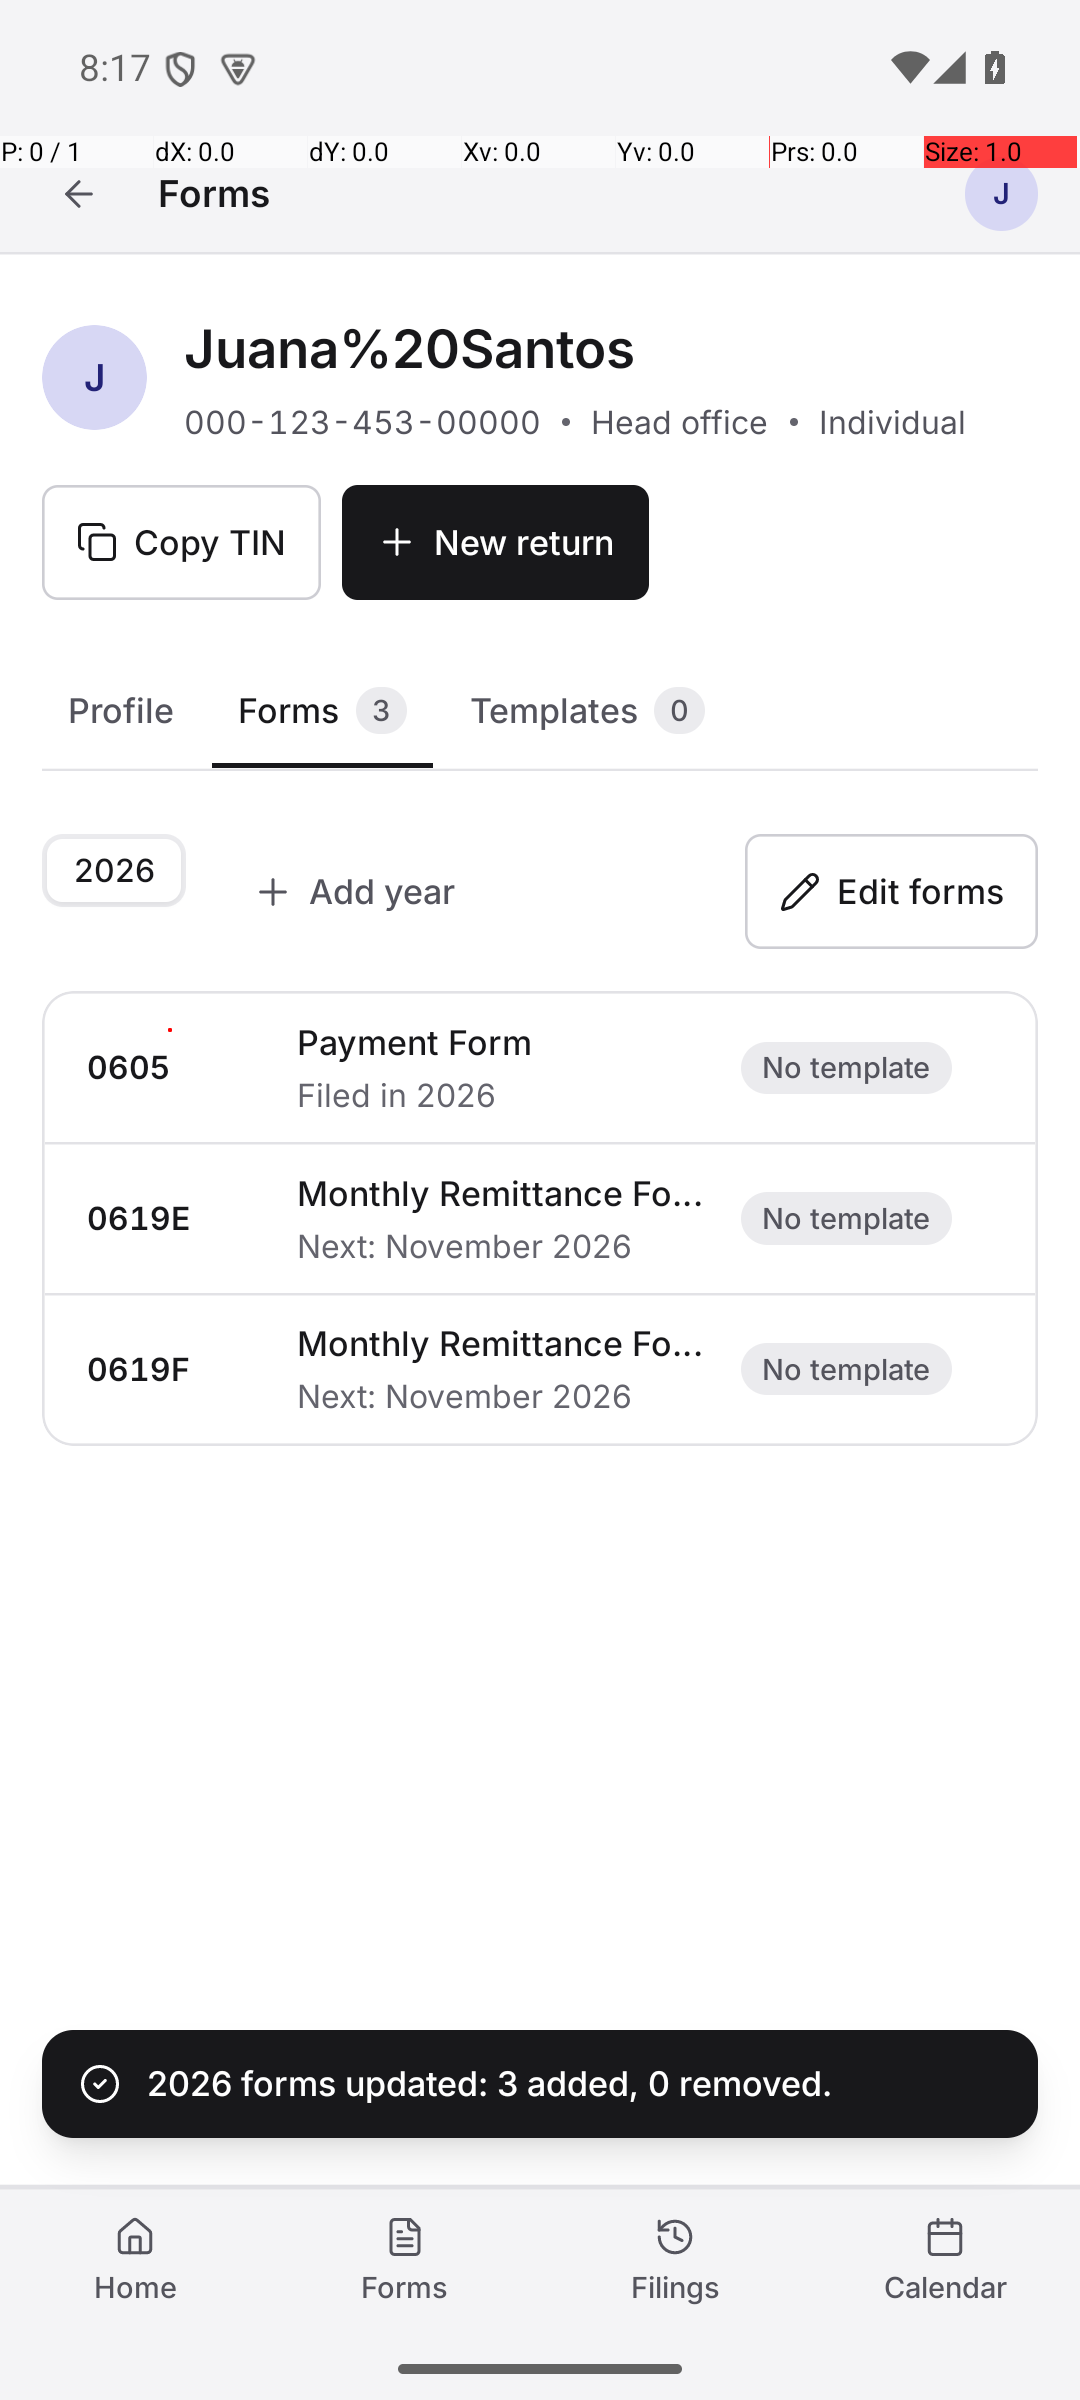 8:17
P: 0 / 1 dX: 0.0 dY: 0.0 Xv: 0.0 Yv: 0.0 Prs: 0.0 Size: 1.0
Forms J
J
Juana%20Santos
000-123-453-00000 • Head office • Individual
Copy TIN
New return
Profile Forms 3 Templates 0
2026 Add year Edit forms
0605 Payment Form No template
Filed in 2026
0619E Monthly Remittance Fo... No template
Next: November 2026
0619F Monthly Remittance Fo... No template
Next: November 2026
2026 forms updated: 3 added, 0 removed.
Home Forms Filings Calendar